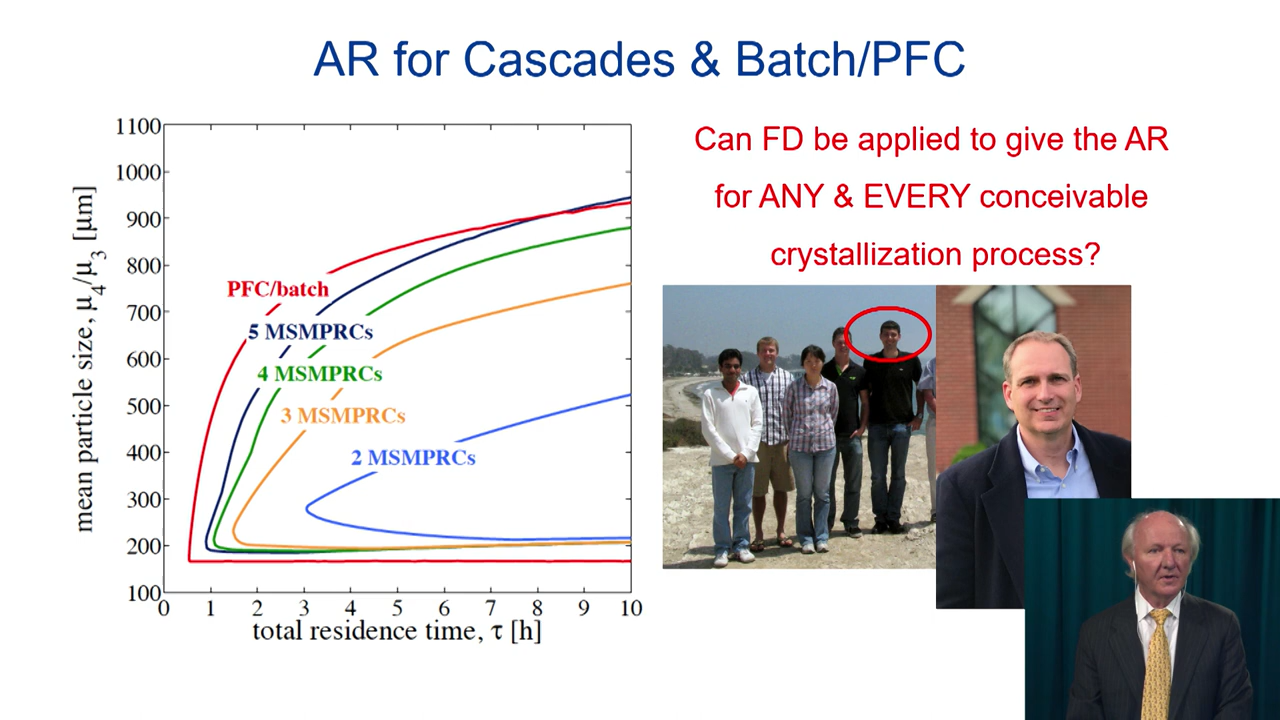 AR for Cascades & Batch/PFC
Can FD be applied to give the AR
for ANY & EVERY conceivable
crystallization process?
mean particle size, μ4/μ3 [μm]
1100
1000
900
800
700
600
500
400
300
200
100
PFC/batch
5 MSMPRCs
4 MSMPRCs
3 MSMPRCs
2 MSMPRCs
0 1 2 3 4 5 6 7 8 9 10
total residence time, τ [h]